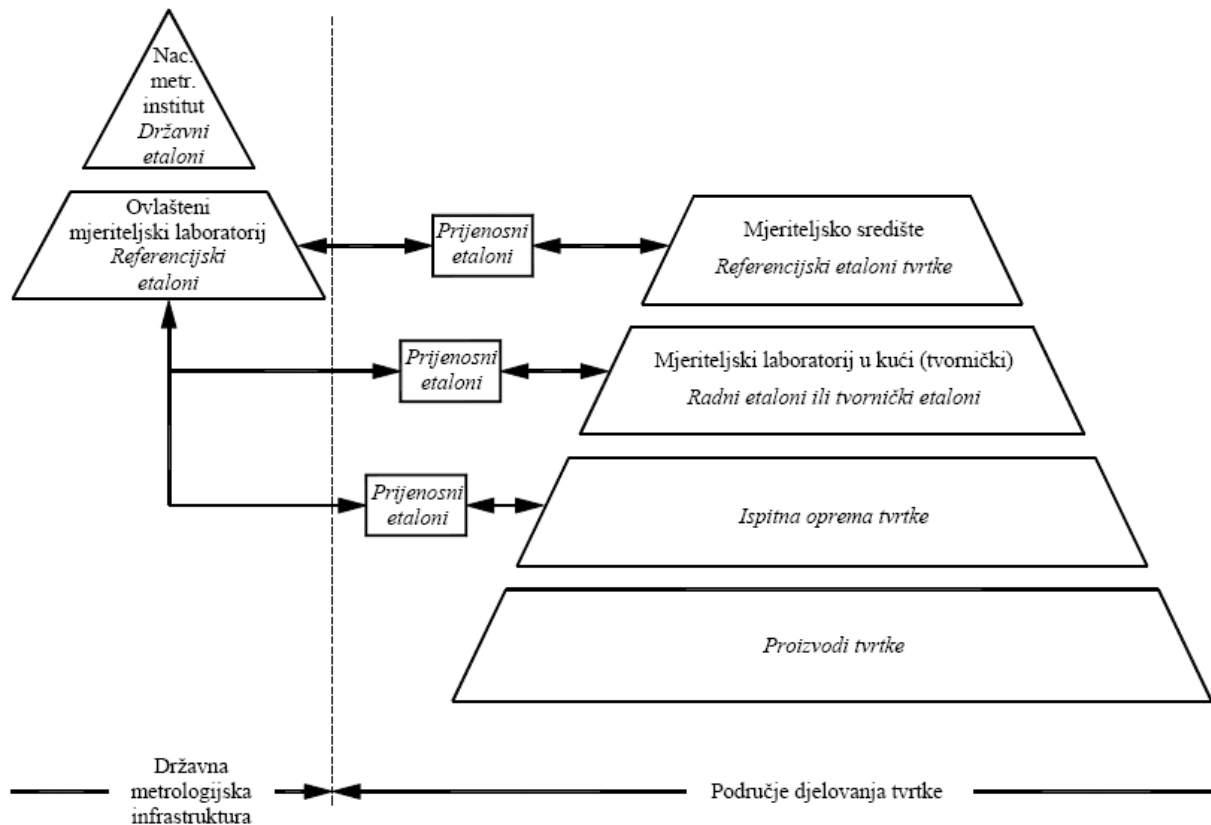 Nac.
metr.
institut
Državni
etaloni
Ovlašteni
mjeriteljski laboratorij
Referencijski
etaloni
Prijenosni
etaloni
Mjeriteljsko središte
Referencijski etaloni tvrtke
Prijenosni
etaloni
Mjeriteljski laboratorij u kući (tvornički)
Radni etaloni ili tvornički etaloni
Prijenosni
etaloni
Ispitna oprema tvrtke
Proizvodi tvrtke
Državna
metrologijska
infrastruktura
Područje djelovanja tvrtke